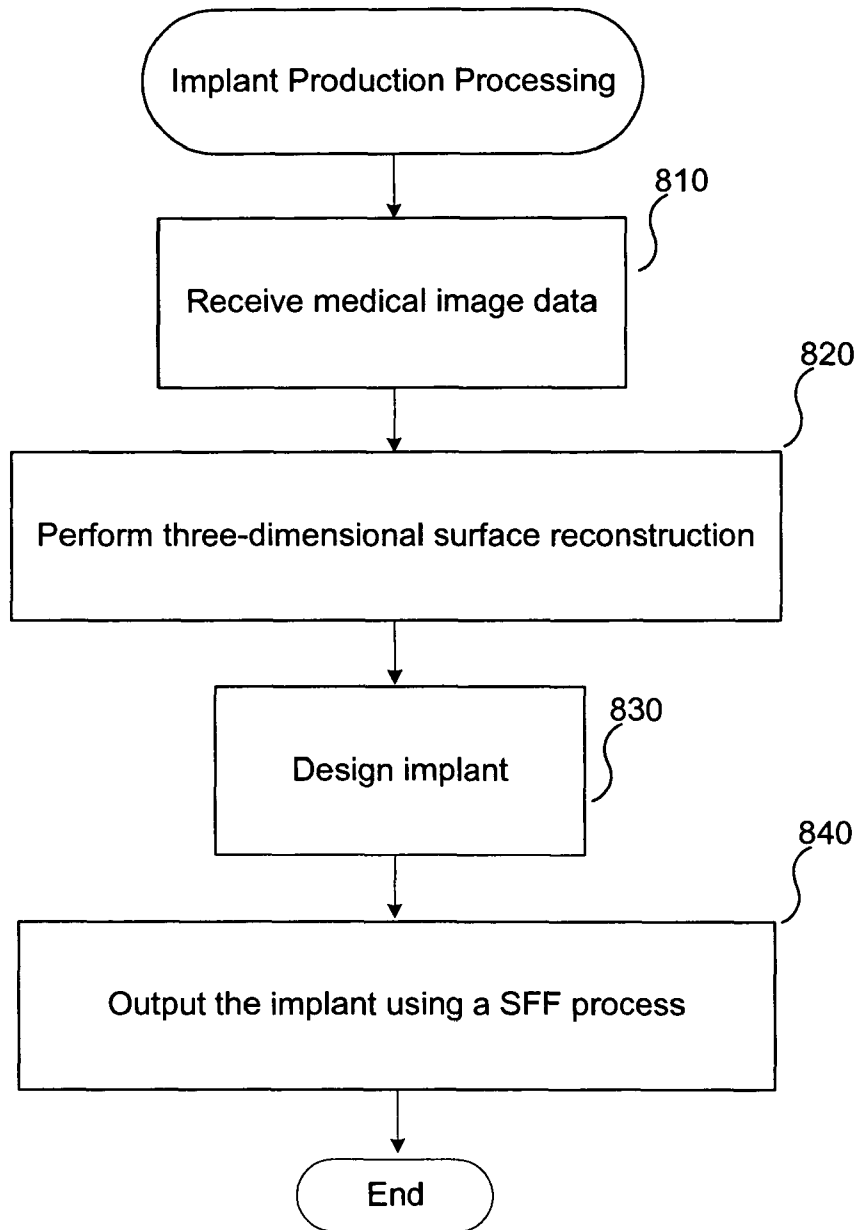 Implant Production Processing
810
Receive medical image data
820
Perform three-dimensional surface reconstruction
830
Design implant
840
Output the implant using a SFF process
End